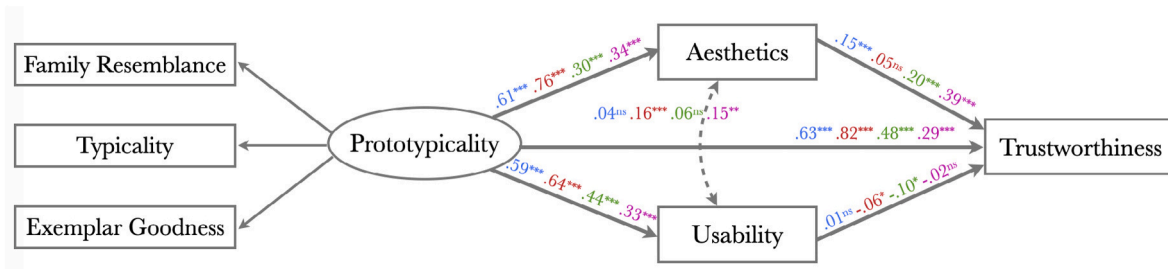 Family Resemblance
Typicality
Exemplar Goodness
Prototypicality
.61*** .76*** .30*** .34***
.59*** .64*** .44*** .33***
Aesthetics
.04ns .16*** .06ns .15**
Usability
.15*** .05ns .20*** .39***
.63*** .82*** .48*** .29***
.01ns -.06* -.10* -.02ns
Trustworthiness